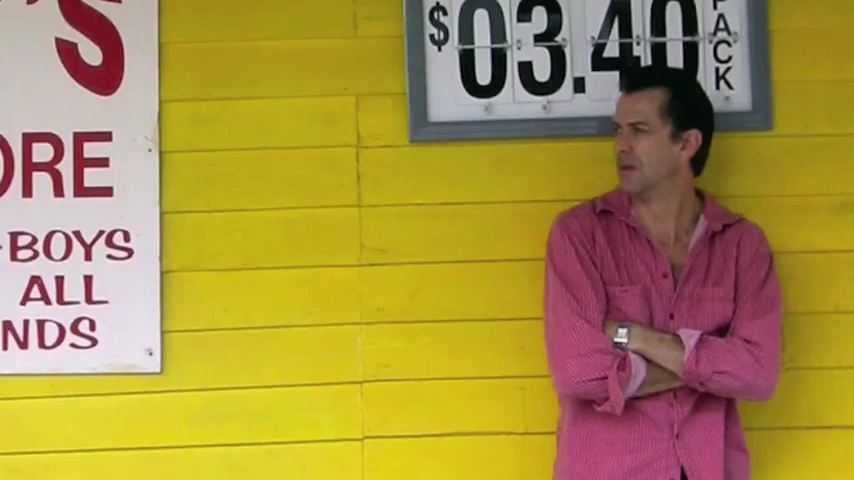 'S
ORE
-BOYS
ALL
NDS
$03.40 PACK